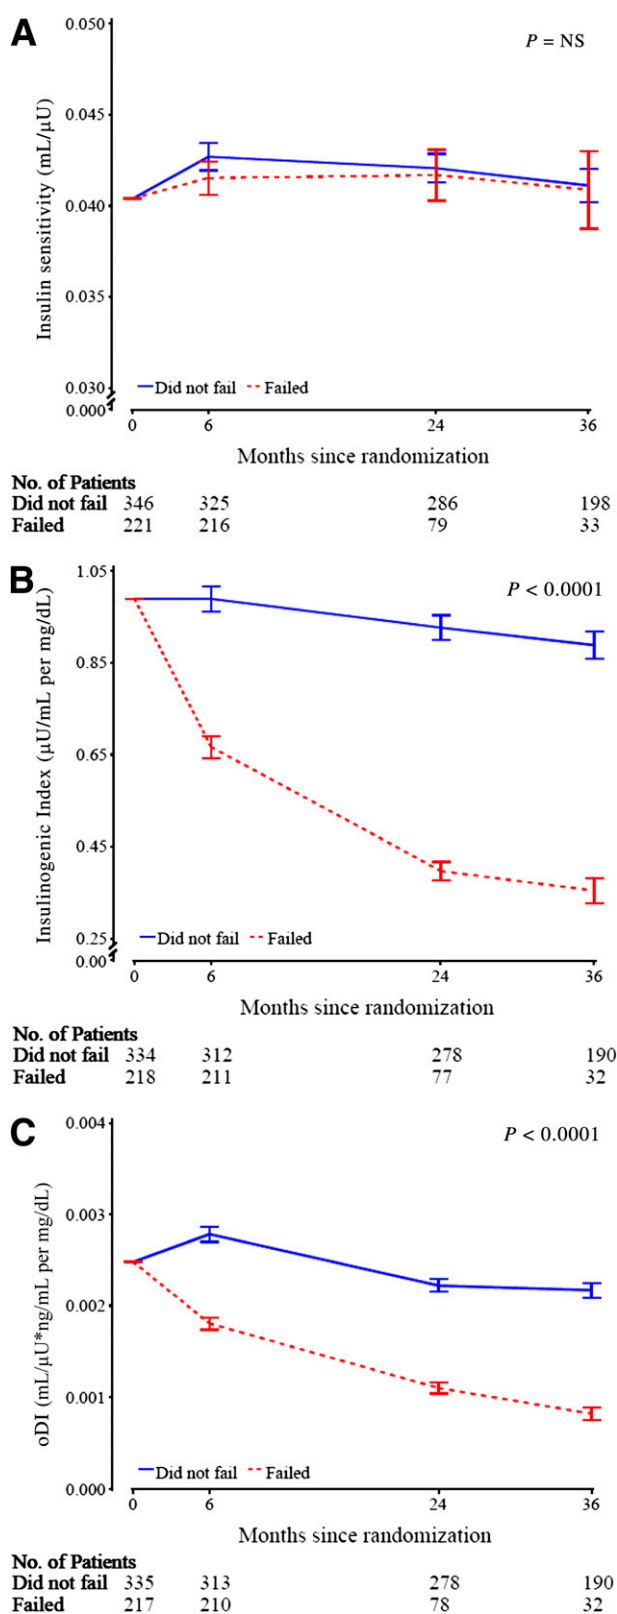 A
P = NS
Insulin sensitivity (mL/µU)
0.050
0.045
0.040
0.035
0.030
0.000
Did not fail Failed
0 6 24 36
Months since randomization
No. of Patients
Did not fail 346 325 286 198
Failed 221 216 79 33
B
P < 0.0001
Insulinogenic Index (µU/mL per mg/dL)
1.05
0.85
0.65
0.45
0.25
0.00
Did not fail Failed
0 6 24 36
Months since randomization
No. of Patients
Did not fail 334 312 278 190
Failed 218 211 77 32
C
P < 0.0001
oDI (mL/µU*ng/mL per mg/dL)
0.004
0.003
0.002
0.001
0.000
Did not fail Failed
0 6 24 36
Months since randomization
No. of Patients
Did not fail 335 313 278 190
Failed 217 210 78 32